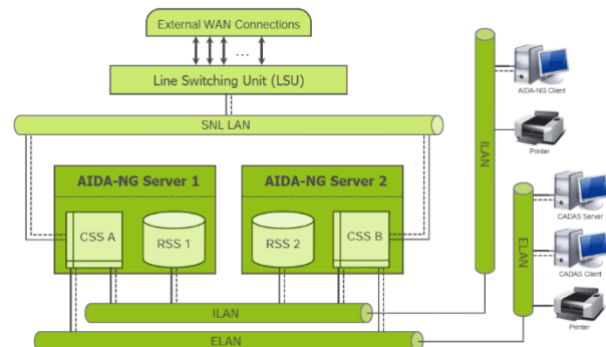 External WAN Connections
...
Line Switching Unit (LSU)
SNL LAN
AIDA-NG Server 1
CSS A
RSS 1
AIDA-NG Server 2
RSS 2
CSS B
ILAN
ELAN
ILAN
AIDA-NG Client
Printer
ELAN
CADAS Server
CADAS Client
Printer